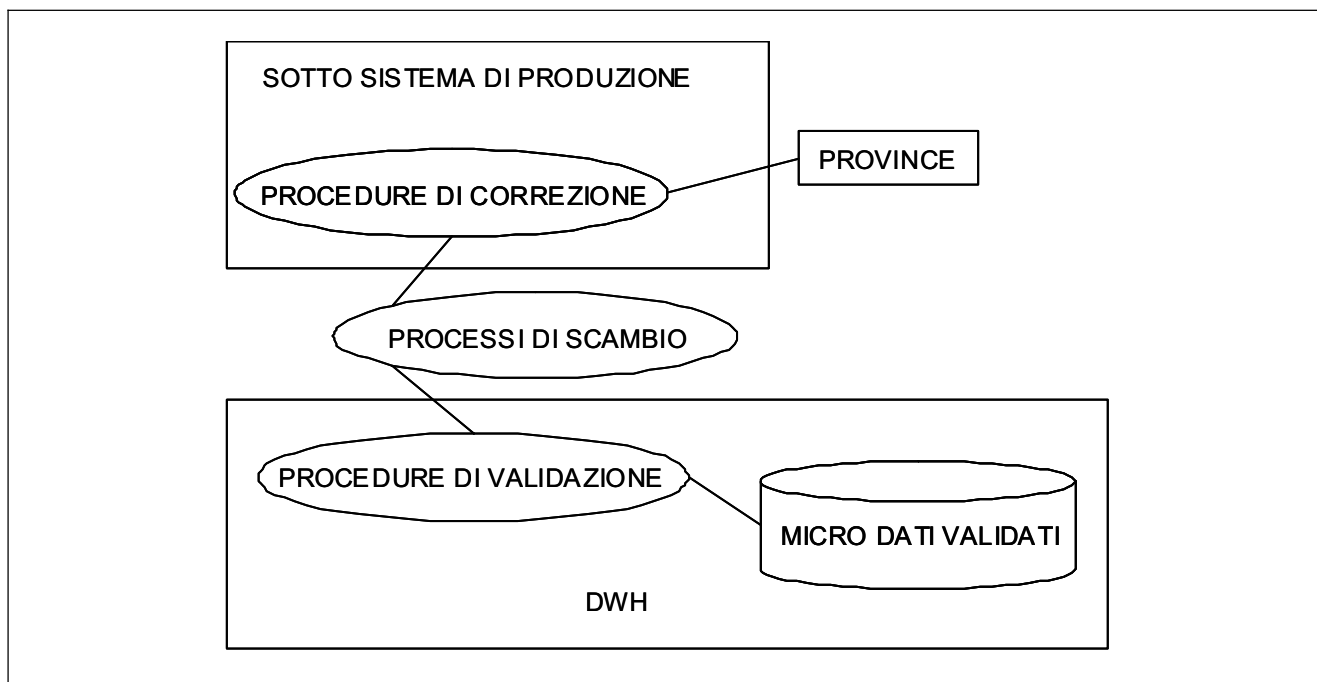 SOTTO SISTEMA DI PRODUZIONE
PROVINCE
PROCEDURE DI CORREZIONE
PROCESSI DI SCAMBIO
PROCEDURE DI VALIDAZIONE
MICRO DATI VALIDATI
DWH